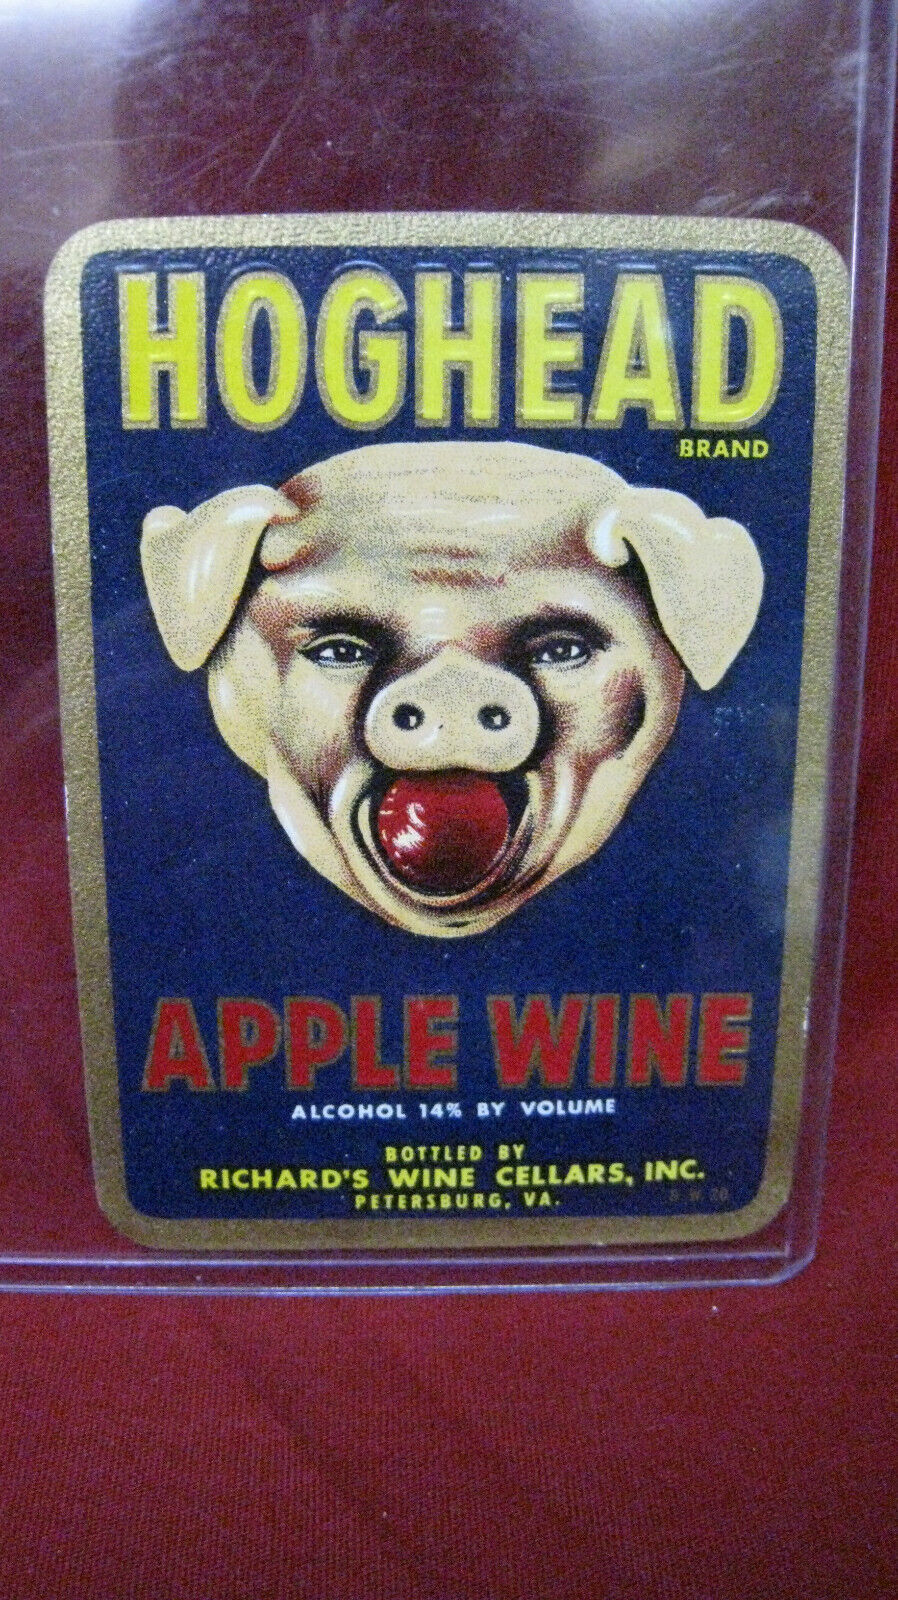 HOGHEAD
BRAND
APPLE WINE
ALCOHOL 14% BY VOLUME
BOTTLED BY
RICHARD'S WINE CELLARS, INC.
PETERSBURG, VA.